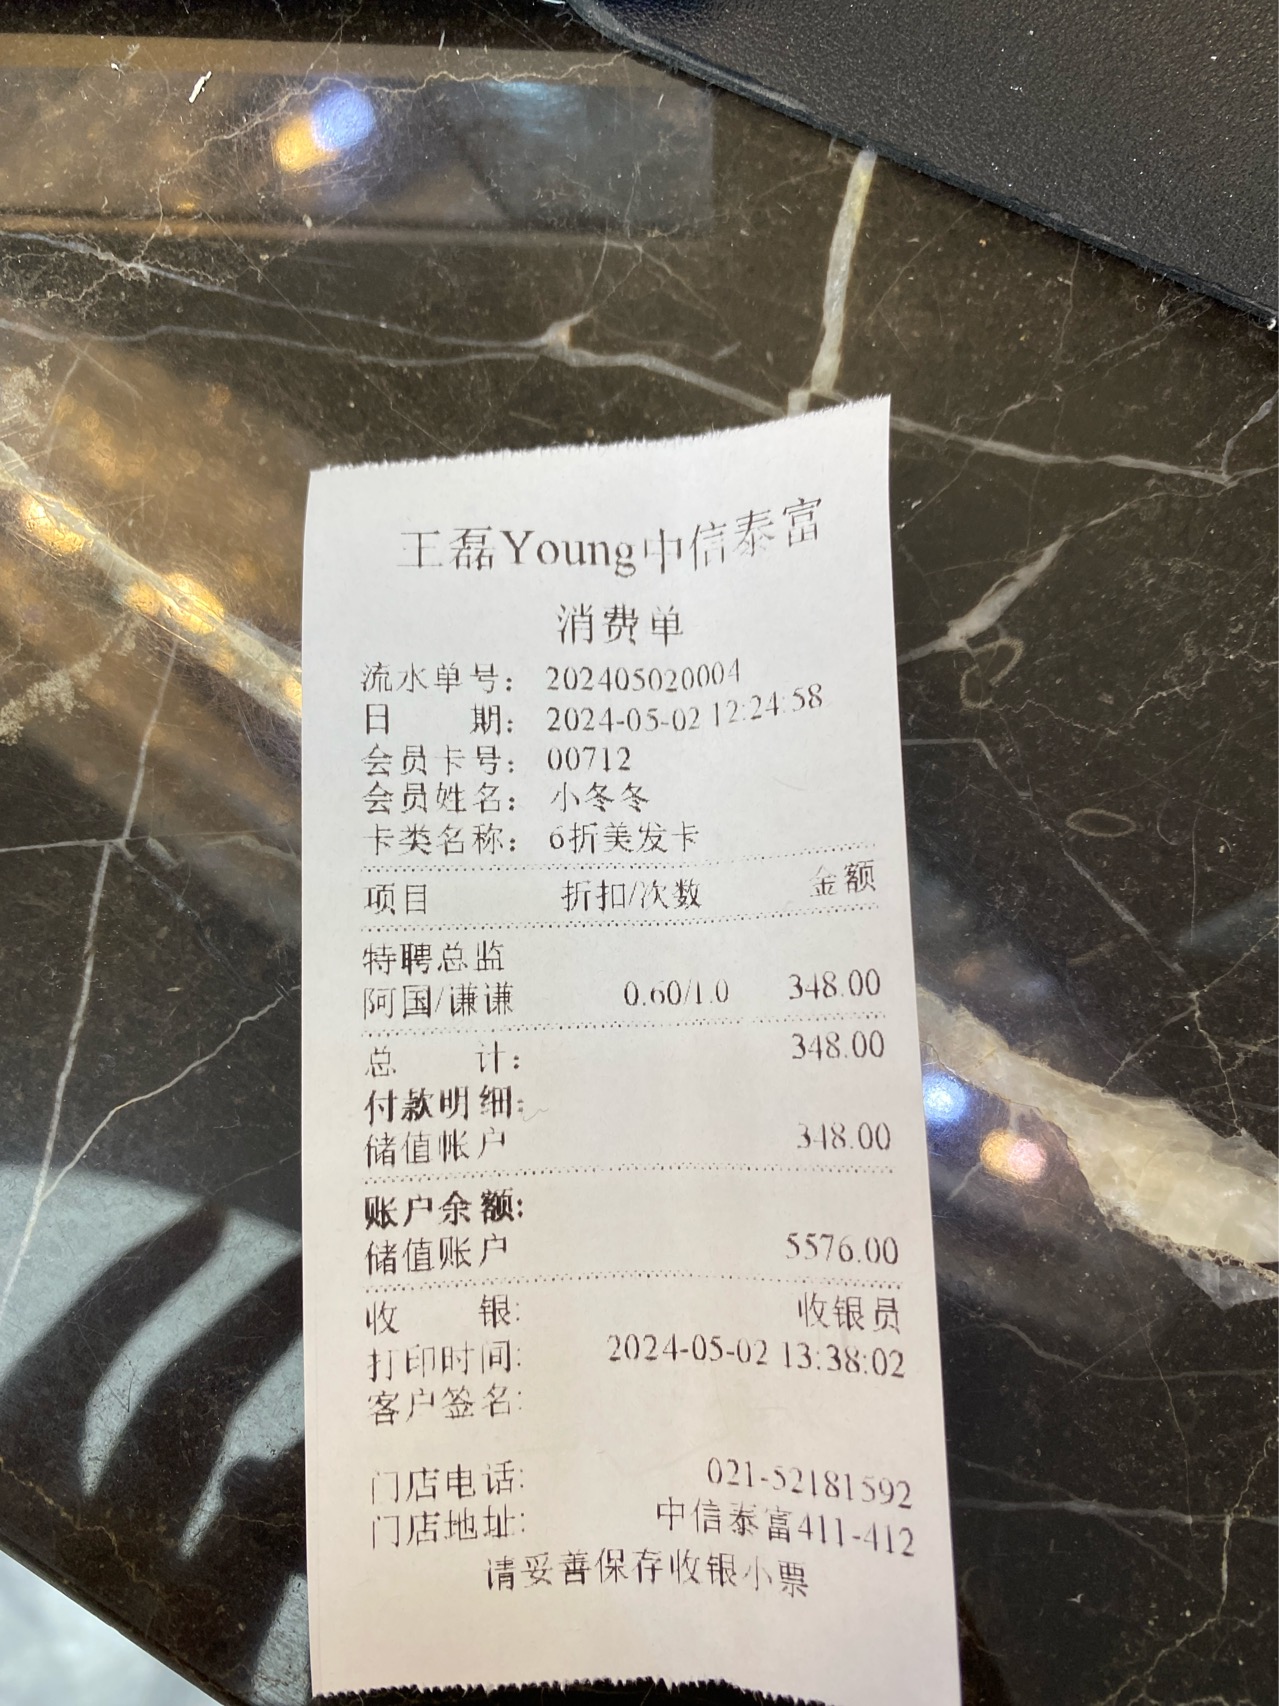 王磊Young中信泰富
消费单
流水单号： 202405020004
日 期： 2024-05-02 12:24:58
会员卡号： 00712
会员姓名： 小冬冬
卡类名称： 6折美发卡
项目 折扣/次数 金额
特聘总监
阿国/谦谦 0.60/1.0 348.00
总 计： 348.00
付款明细:
储值帐户 348.00
账户余额:
储值账户 5576.00
收 银: 收银员
打印时间: 2024-05-02 13:38:02
客户签名:
门店电话: 021-52181592
门店地址: 中信泰富411-412
请妥善保存收银小票